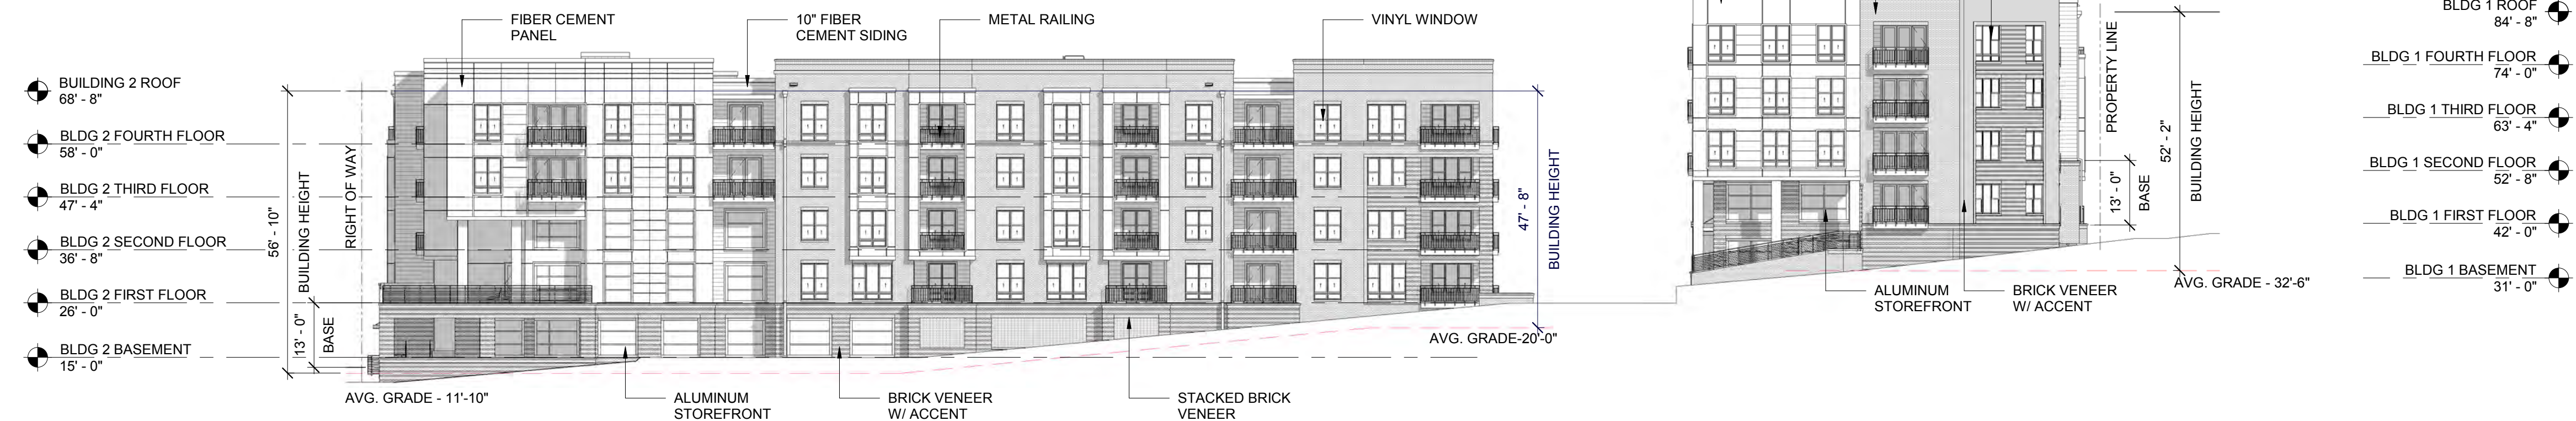 FIBER CEMENT
PANEL
10" FIBER
CEMENT SIDING
METAL RAILING
VINYL WINDOW
BUILDING 2 ROOF
68' - 8"
BLDG 2 FOURTH FLOOR
58' - 0"
BLDG 2 THIRD FLOOR
47' - 4"
BLDG 2 SECOND FLOOR
36' - 8"
BLDG 2 FIRST FLOOR
26' - 0"
BLDG 2 BASEMENT
15' - 0"
56' - 10"
BUILDING HEIGHT
13' - 0"
BASE
RIGHT OF WAY
AVG. GRADE - 11'-10"
ALUMINUM
STOREFRONT
BRICK VENEER
W/ ACCENT
STACKED BRICK
VENEER
AVG. GRADE-20'-0"
47' - 8"
BUILDING HEIGHT
ALUMINUM
STOREFRONT
BRICK VENEER
W/ ACCENT
PROPERTY LINE
13' - 0"
BASE
52' - 2"
BUILDING HEIGHT
AVG. GRADE - 32'-6"
BLDG 1 ROOF
84' - 8"
BLDG 1 FOURTH FLOOR
74' - 0"
BLDG 1 THIRD FLOOR
63' - 4"
BLDG 1 SECOND FLOOR
52' - 8"
BLDG 1 FIRST FLOOR
42' - 0"
BLDG 1 BASEMENT
31' - 0"